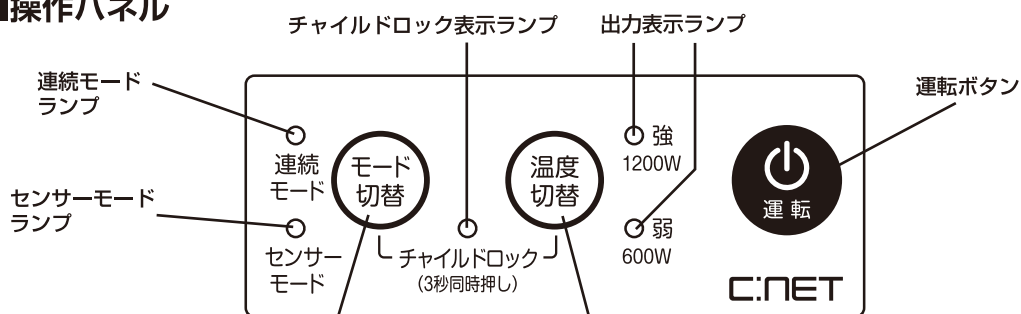 ■操作パネル
チャイルドロック表示ランプ
出力表示ランプ
連続モード
ランプ
運転ボタン
センサーモード
ランプ
連続
モード
モード
切替
温度
切替
強
1200W
運転
センサー
モード
チャイルドロック
(3秒同時押し)
弱
600W
C:NET